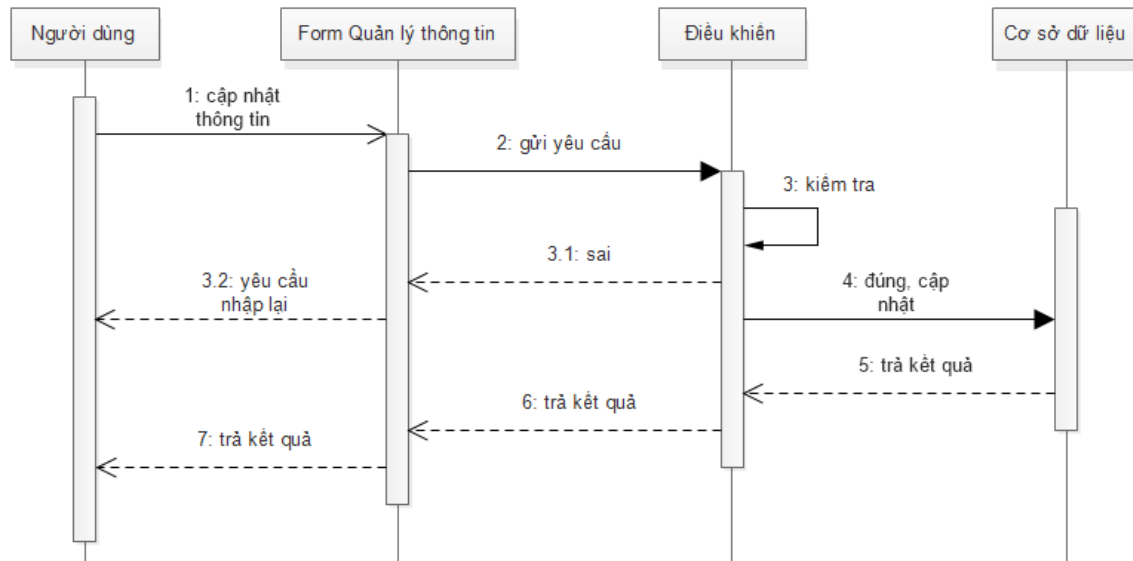 Người dùng
Form Quản lý thông tin
Điều khiển
Cơ sở dữ liệu
1: cập nhật
thông tin
2: gửi yêu cầu
3: kiểm tra
3.1: sai
3.2: yêu cầu
nhập lại
4: đúng, cập
nhật
5: trả kết quả
6: trả kết quả
7: trả kết quả